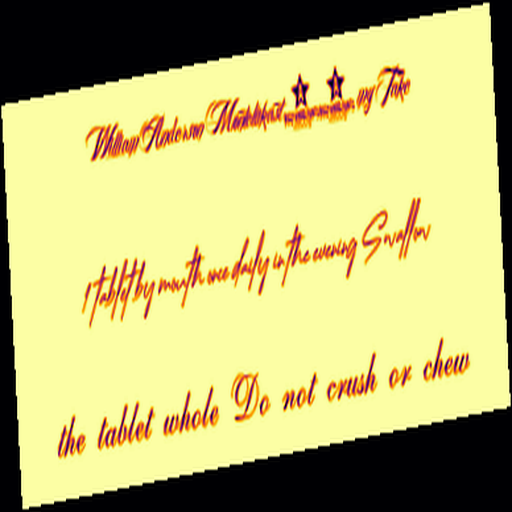 William Anderson Montelukast mg Take
1 tablet by mouth once daily in the evening Swallow
the tablet whole Do not crush or chew